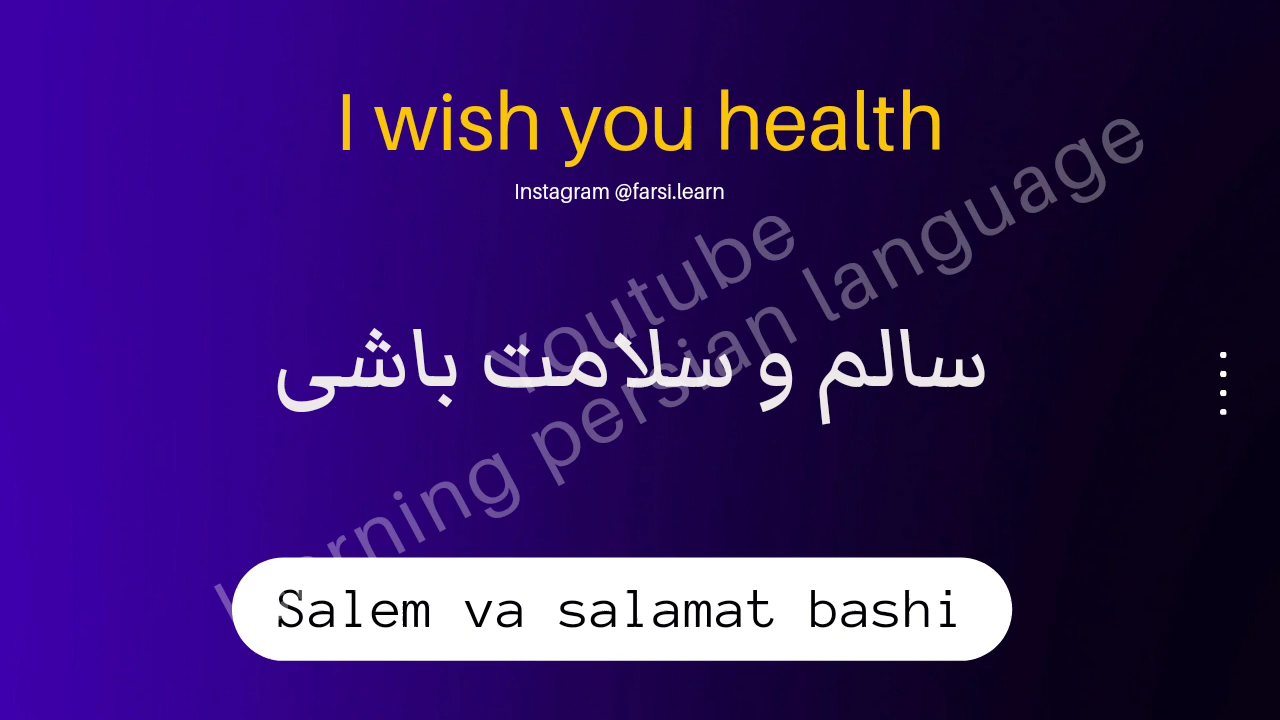 I wish you health
Instagram @farsi.learn
Youtube
learning persian language
سالم و سلامت باشی
Salem va salamat bashi